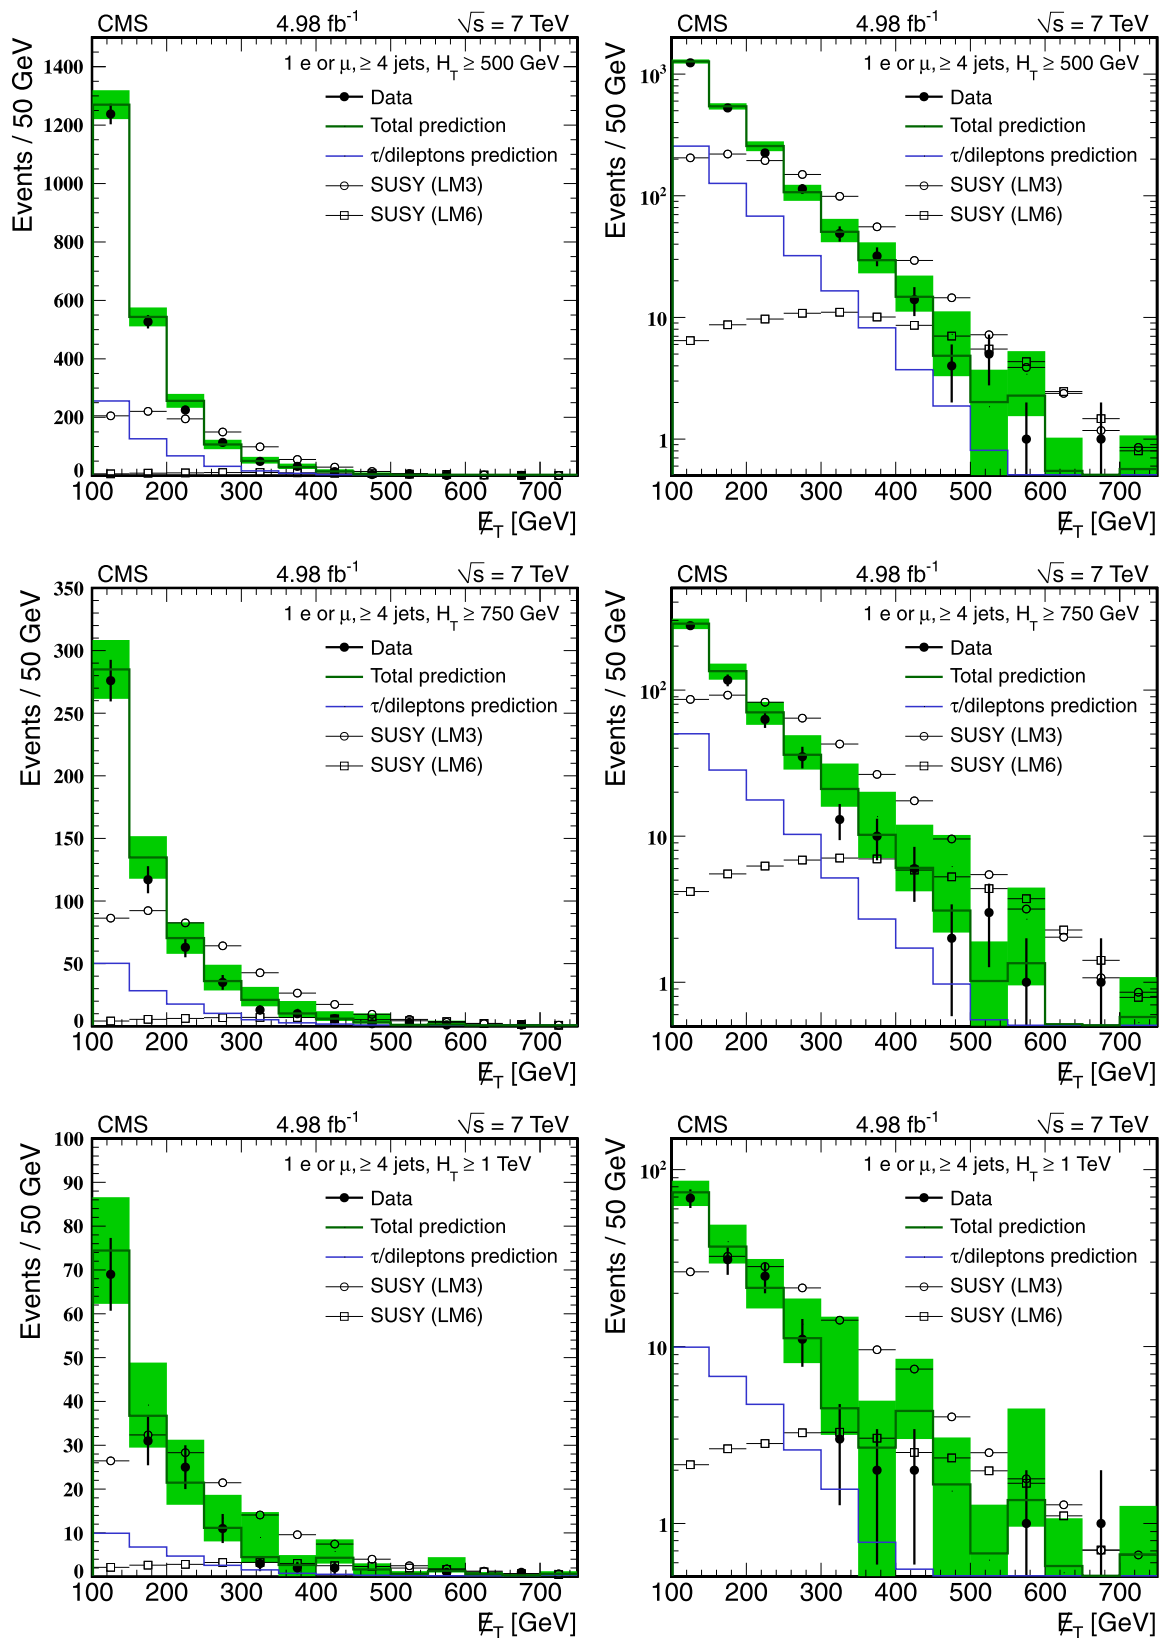 CMS 4.98 fb-1 √s = 7 TeV
1 e or μ, ≥ 4 jets, HT ≥ 500 GeV
Data
Total prediction
τ/dileptons prediction
SUSY (LM3)
SUSY (LM6)
Events / 50 GeV
1400
1200
1000
800
600
400
200
0
100 200 300 400 500 600 700
E̸T [GeV]
CMS 4.98 fb-1 √s = 7 TeV
1 e or μ, ≥ 4 jets, HT ≥ 500 GeV
Data
Total prediction
τ/dileptons prediction
SUSY (LM3)
SUSY (LM6)
Events / 50 GeV
10³
10²
10
1
100 200 300 400 500 600 700
E̸T [GeV]
CMS 4.98 fb-1 √s = 7 TeV
1 e or μ, ≥ 4 jets, HT ≥ 750 GeV
Data
Total prediction
τ/dileptons prediction
SUSY (LM3)
SUSY (LM6)
Events / 50 GeV
350
300
250
200
150
100
50
0
100 200 300 400 500 600 700
E̸T [GeV]
CMS 4.98 fb-1 √s = 7 TeV
1 e or μ, ≥ 4 jets, HT ≥ 750 GeV
Data
Total prediction
τ/dileptons prediction
SUSY (LM3)
SUSY (LM6)
Events / 50 GeV
10²
10
1
100 200 300 400 500 600 700
E̸T [GeV]
CMS 4.98 fb-1 √s = 7 TeV
1 e or μ, ≥ 4 jets, HT ≥ 1 TeV
Data
Total prediction
τ/dileptons prediction
SUSY (LM3)
SUSY (LM6)
Events / 50 GeV
100
90
80
70
60
50
40
30
20
10
0
100 200 300 400 500 600 700
E̸T [GeV]
CMS 4.98 fb-1 √s = 7 TeV
1 e or μ, ≥ 4 jets, HT ≥ 1 TeV
Data
Total prediction
τ/dileptons prediction
SUSY (LM3)
SUSY (LM6)
Events / 50 GeV
10²
10
1
100 200 300 400 500 600 700
E̸T [GeV]